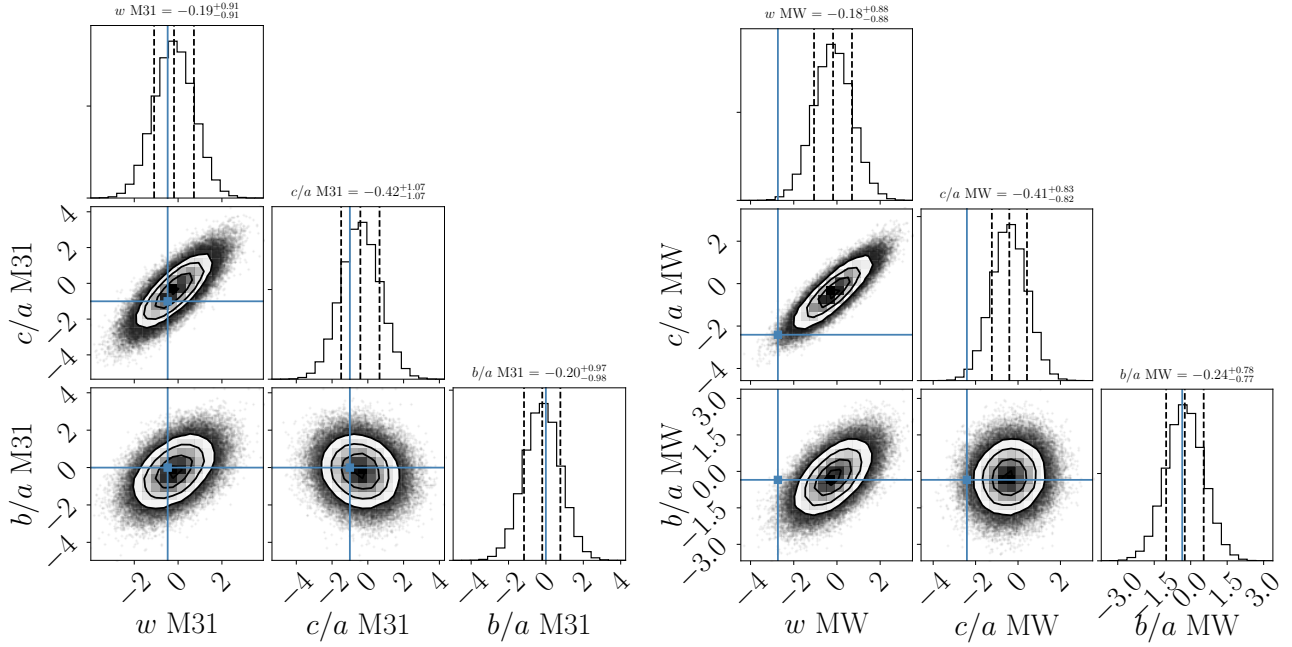 w M31 = −0.19+0.91−0.91
w MW = −0.18+0.88−0.88
c/a M31 = −0.42+1.07−1.07
c/a MW = −0.41+0.83−0.82
4
2
0
−2
−4
c/a M31
2
0
−2
−4
c/a MW
b/a M31 = −0.20+0.97−0.98
b/a MW = −0.24+0.78−0.77
4
2
0
−2
−4
b/a M31
3.0
1.5
0.0
−1.5
−3.0
b/a MW
−2 0 2
−4 −2 0 2 4
−4 −2 0 2 4
−4 −2 0 2
−4 −2 0 2
−3.0 −1.5 0.0 1.5 3.0
w M31
c/a M31
b/a M31
w MW
c/a MW
b/a MW